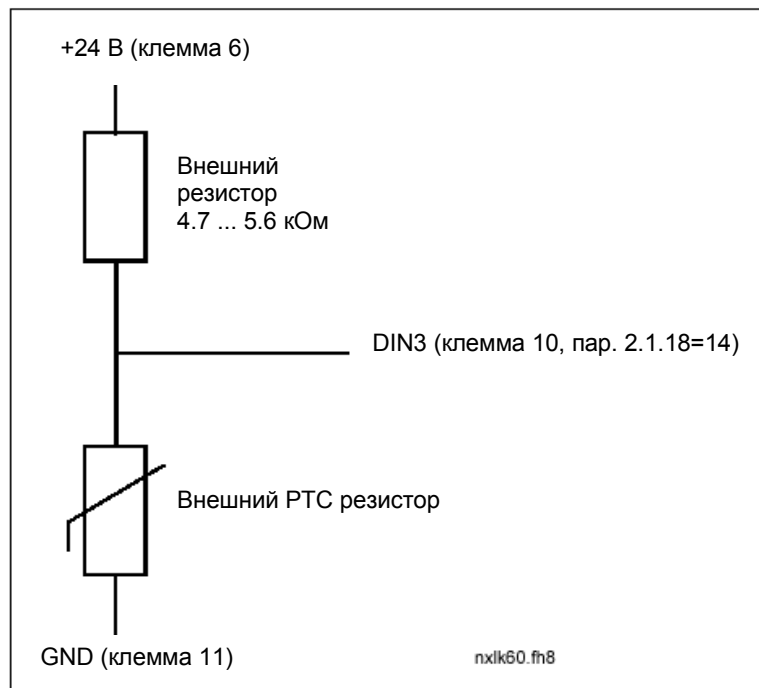 +24 В (клемма 6)
Внешний
резистор
4.7 ... 5.6 кОм
DIN3 (клемма 10, пар. 2.1.18=14)
Внешний PTC резистор
GND (клемма 11)
nxlk60.fh8